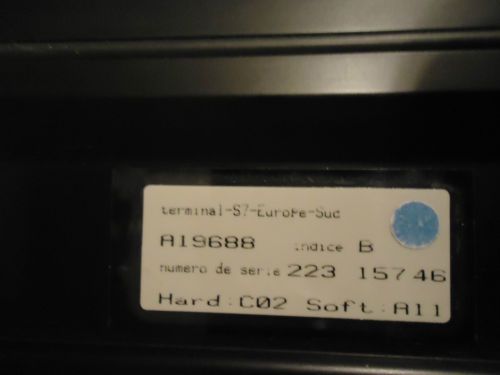 terminal-S7-Europe-Sud
A19688 indice B
numero de serie 223 15746
Hard:C02 Soft:A11